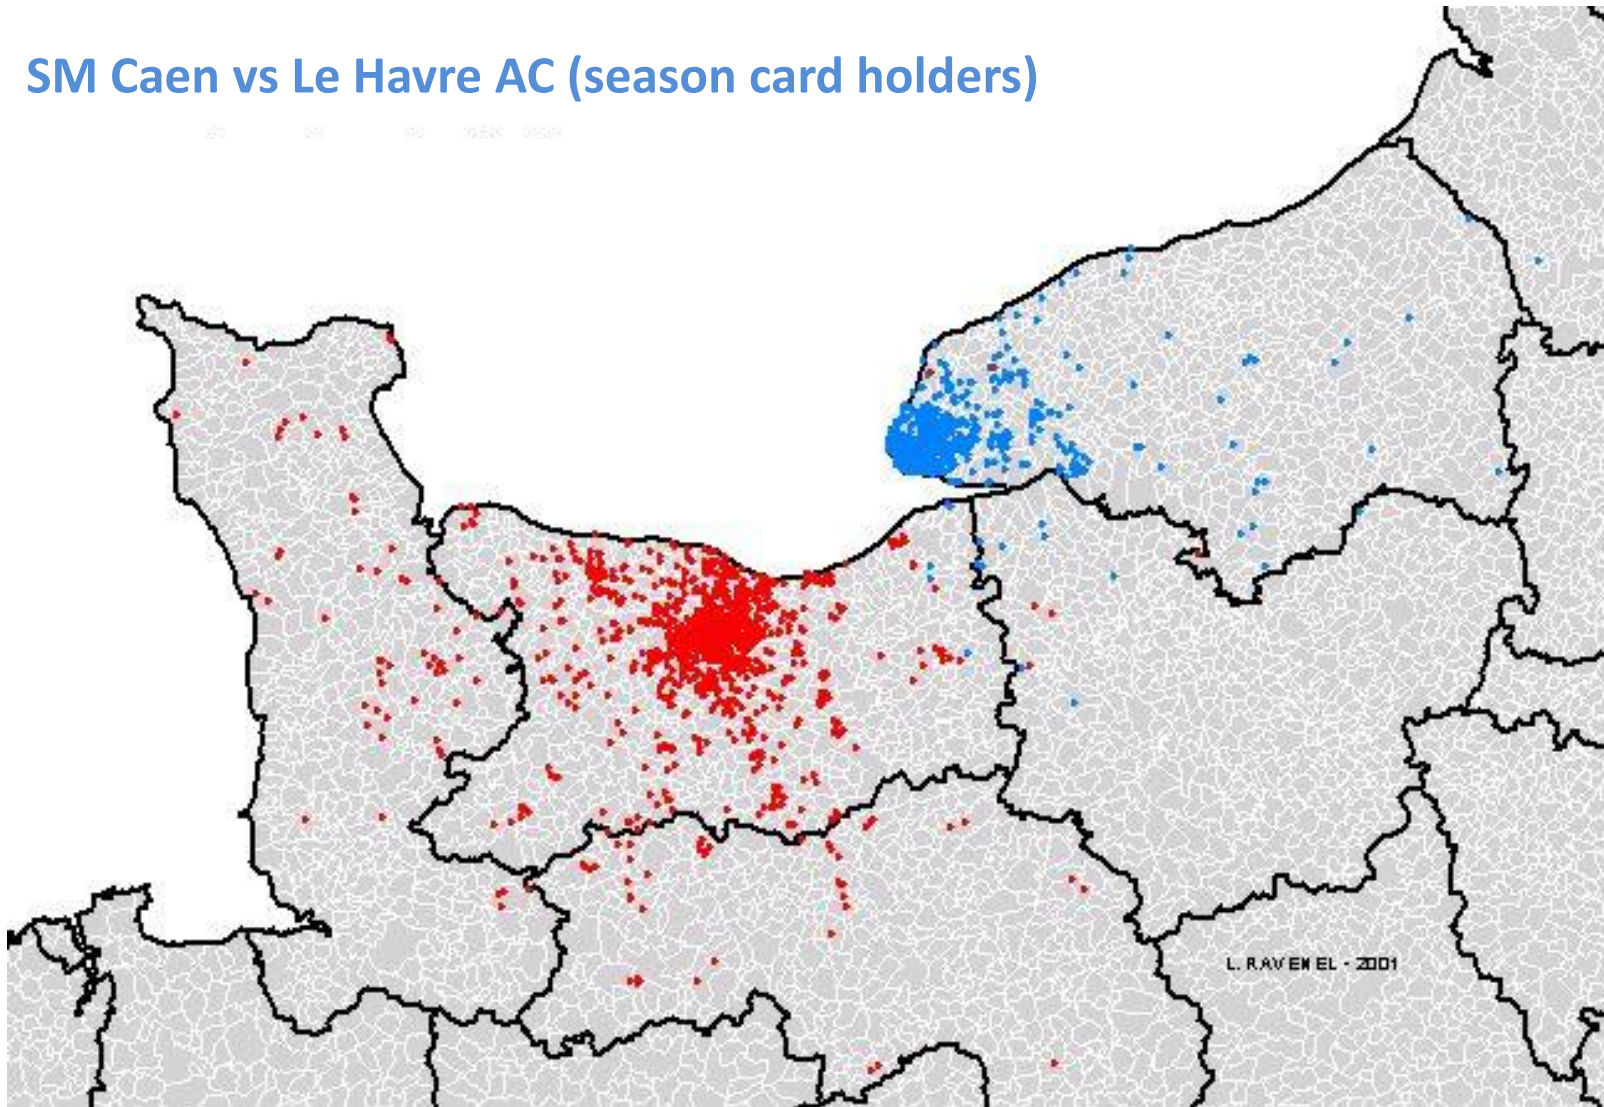 SM Caen vs Le Havre AC (season card holders)
L. RAVENEL - 2001